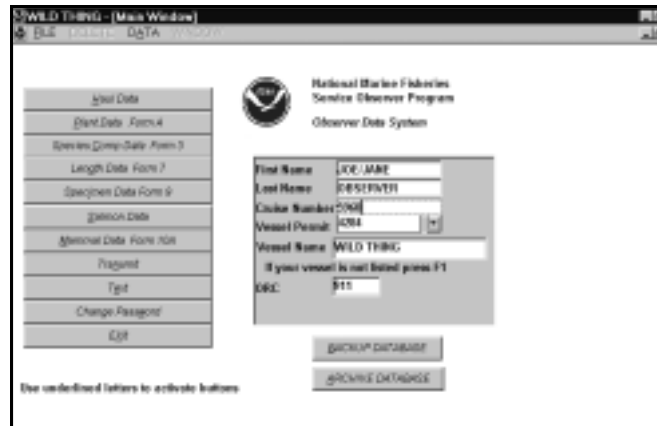 WILD THING - [Main Window]
FILE DELETE DATA WINDOW
Haul Data
Plant Data Form A
Species Comp Data Form 3
Length Data Form 7
Specimen Data Form 9
Salmon Data
Mammal Data Form 10A
Transmit
Text
Change Password
Exit
Use underlined letters to activate buttons
National Marine Fisheries
Service Observer Program
Observer Data System
First Name JOE/JANE
Last Name OBSERVER
Cruise Number
Vessel Permit 4204
Vessel Name WILD THING
If your vessel is not listed press F1
DRC 911
BACKUP DATABASE
ARCHIVE DATABASE